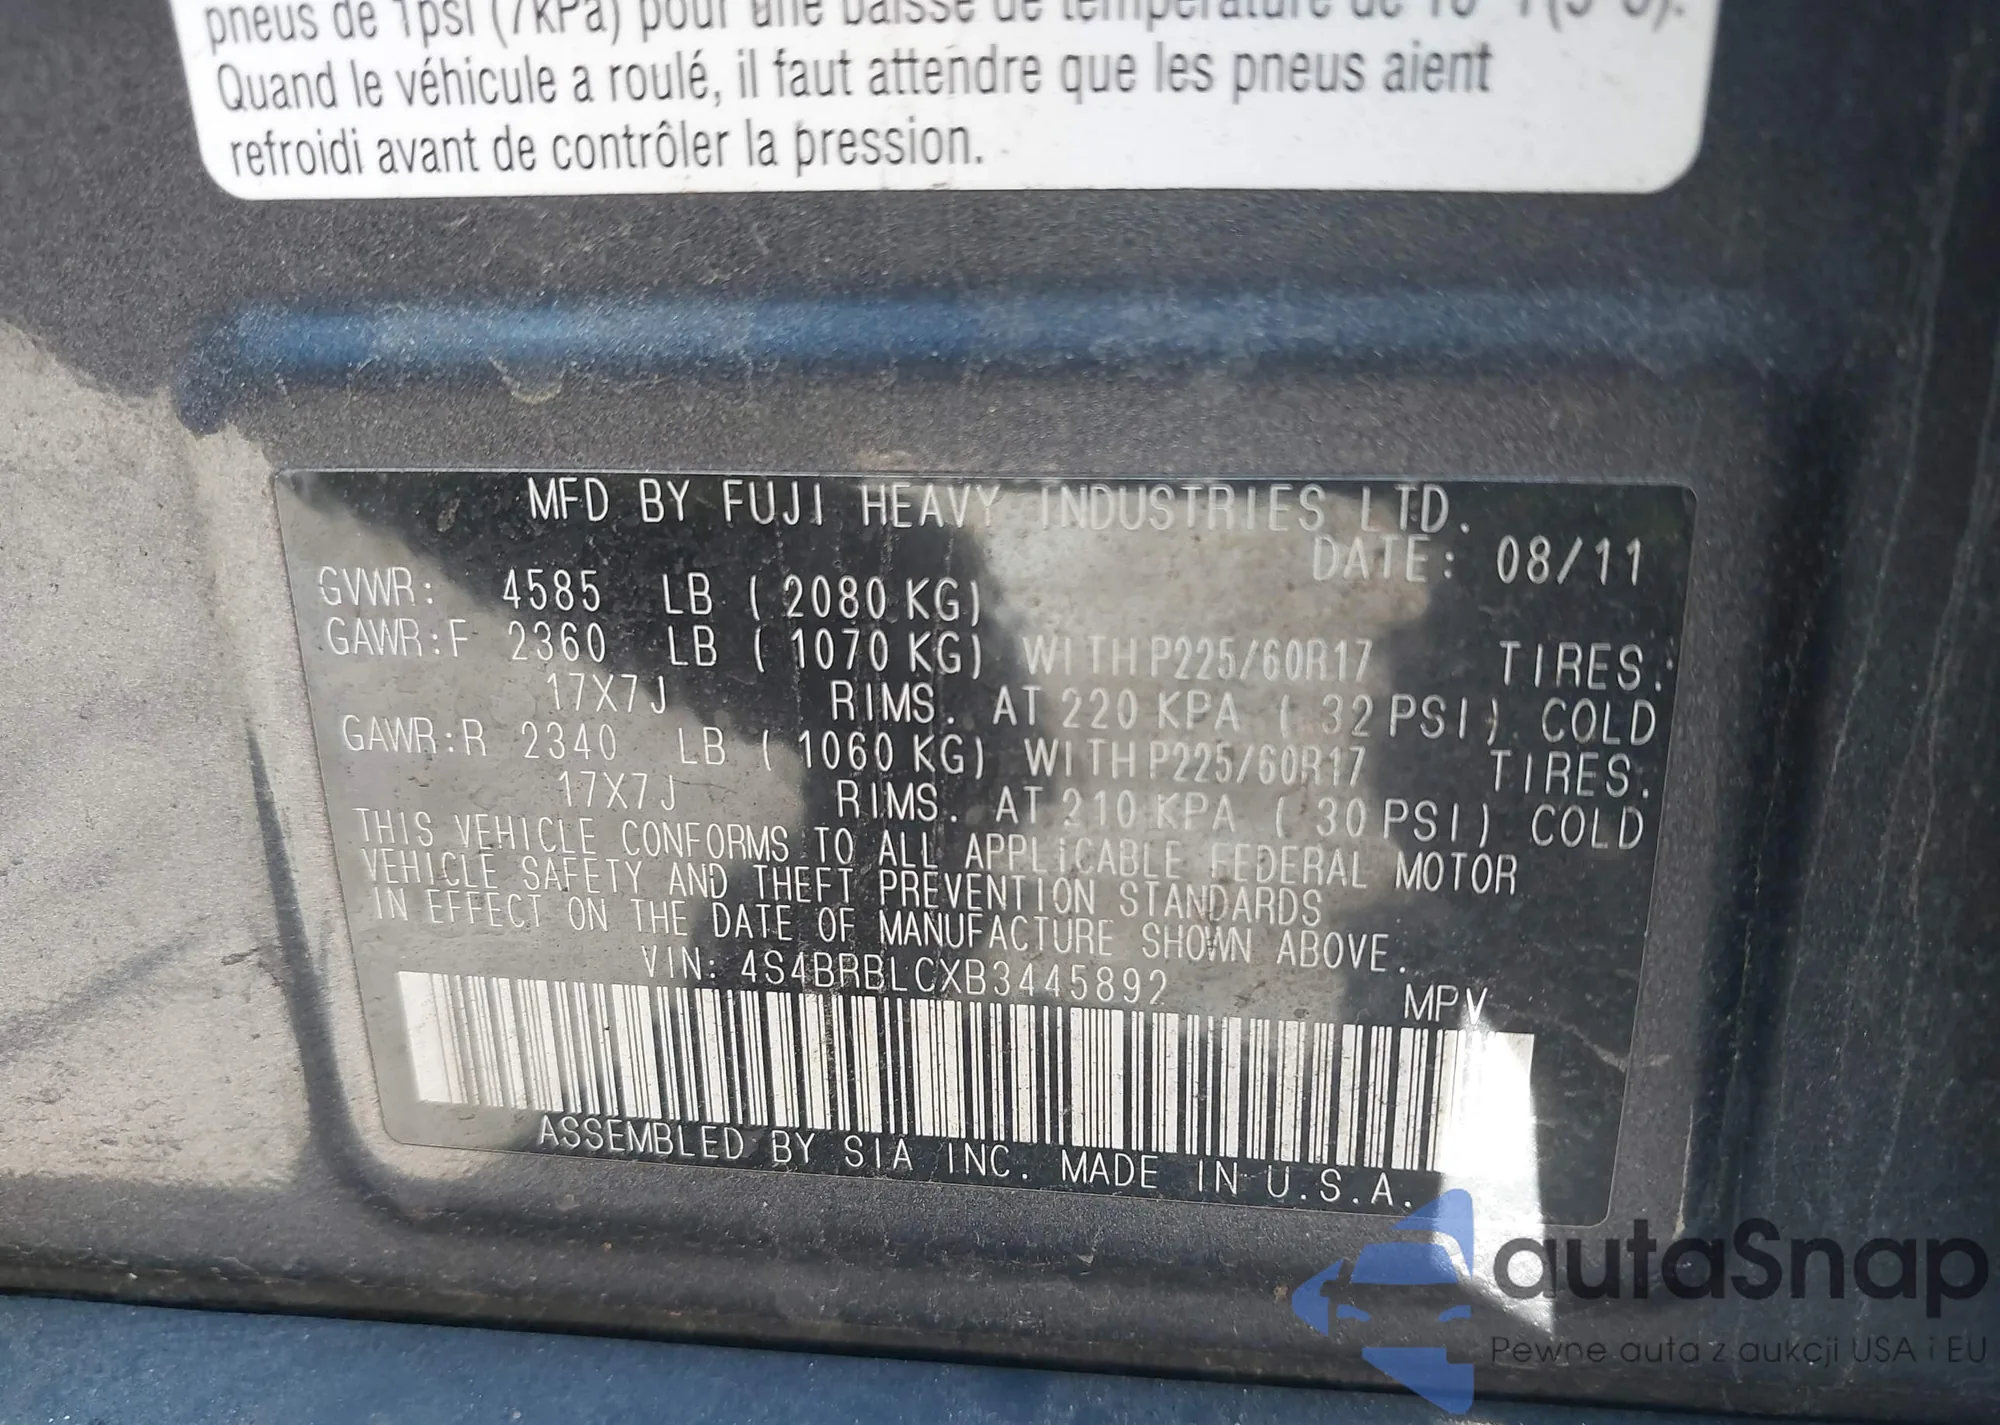 pneus de 1psi (7kPa) pour une baisse de température de 10°F(5°C).
Quand le véhicule a roulé, il faut attendre que les pneus aient
refroidi avant de contrôler la pression.
MFD BY FUJI HEAVY INDUSTRIES LTD.
DATE: 08/11
GVWR: 4585 LB ( 2080 KG)
GAWR:F 2360 LB ( 1070 KG) WITH P225/60R17 TIRES.
17X7J RIMS. AT 220 KPA ( 32 PSI) COLD
GAWR:R 2340 LB ( 1060 KG) WITH P225/60R17 TIRES.
17X7J RIMS. AT 210 KPA ( 30 PSI) COLD
THIS VEHICLE CONFORMS TO ALL APPLICABLE FEDERAL MOTOR
VEHICLE SAFETY AND THEFT PREVENTION STANDARDS
IN EFFECT ON THE DATE OF MANUFACTURE SHOWN ABOVE.
VIN: 4S4BRBLCXB3445892
MPV
ASSEMBLED BY SIA INC. MADE IN U.S.A.
autaSnap
Pewne auta z aukcji USA i EU